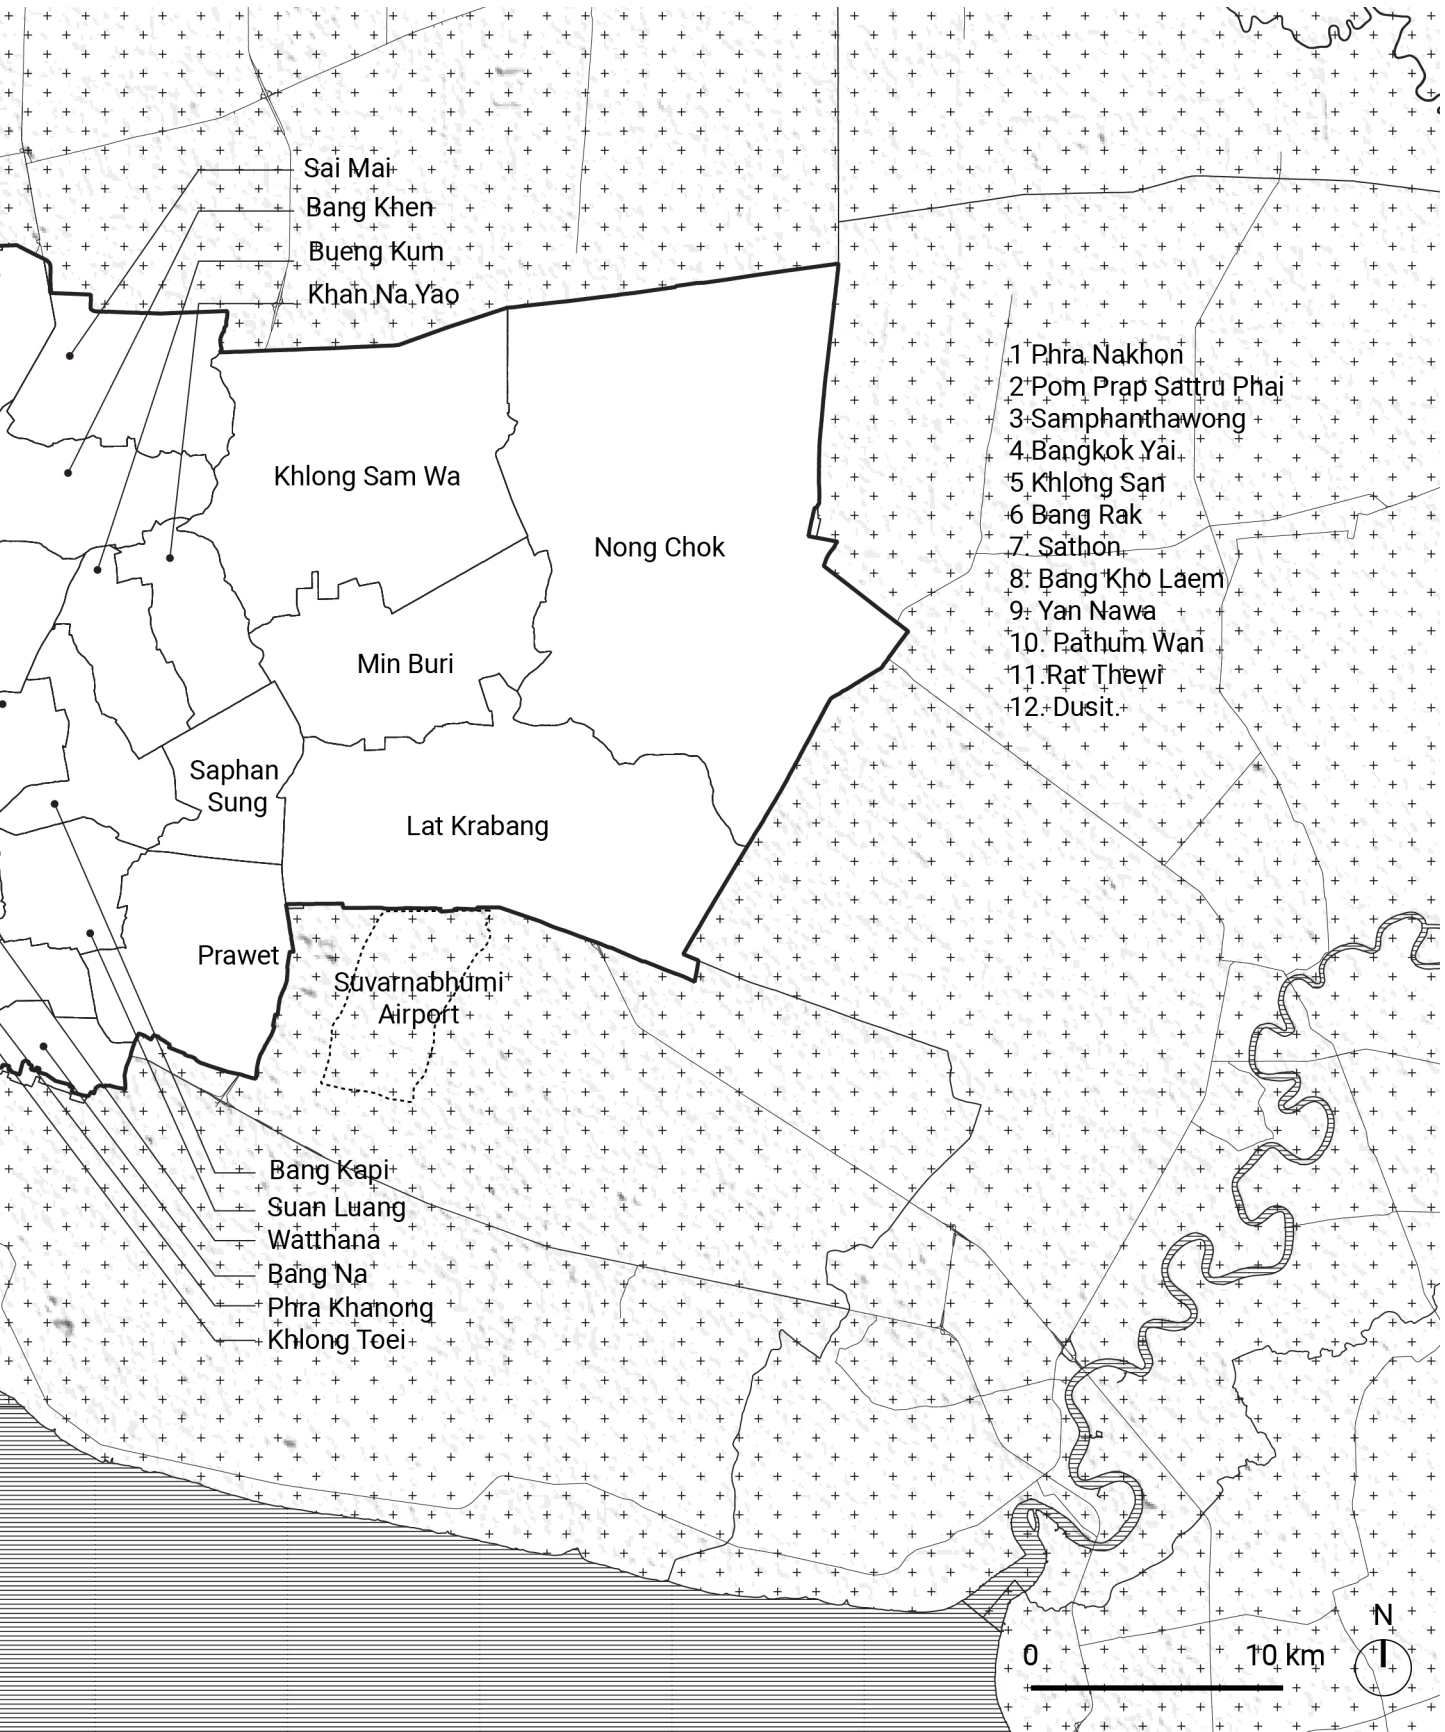 Sai Mai
Bang Khen
Bueng Kum
Khan Na Yao
1 Phra Nakhon
2 Pom Prap Sattru Phai
3 Samphanthawong
4 Bangkok Yai
5 Khlong San
6 Bang Rak
7. Sathon
8. Bang Kho Laem
9. Yan Nawa
10. Pathum Wan
11.Rat Thewi
12. Dusit.
Khlong Sam Wa
Nong Chok
Min Buri
Saphan
Sung
Lat Krabang
Prawet
Suvarnabhumi
Airport
Bang Kapi
Suan Luang
Watthana
Bang Na
Phra Khanong
Khlong Toei
N
0 10 km